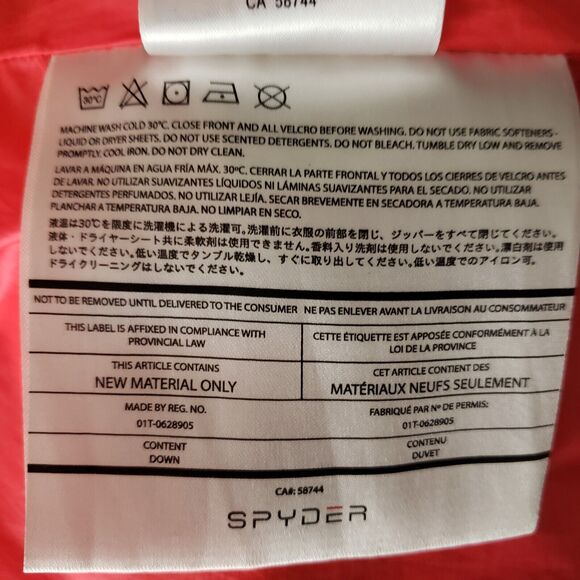 CA 58744
30°C
MACHINE WASH COLD 30°C. CLOSE FRONT AND ALL VELCRO BEFORE WASHING. DO NOT USE FABRIC SOFTENERS -
LIQUID OR DRYER SHEETS. DO NOT USE SCENTED DETERGENTS. DO NOT BLEACH. TUMBLE DRY LOW AND REMOVE
PROMPTLY. COOL IRON. DO NOT DRY CLEAN.
LAVAR A MÁQUINA EN AGUA FRÍA MÁX. 30°C. CERRAR LA PARTE FRONTAL Y TODOS LOS CIERRES DE VELCRO ANTES
DE LAVAR. NO UTILIZAR SUAVIZANTES LÍQUIDOS NI LÁMINAS SUAVIZANTES PARA EL SECADO. NO UTILIZAR
DETERGENTES PERFUMADOS. NO UTILIZAR LEJÍA. SECAR BREVEMENTE EN SECADORA A TEMPERATURA BAJA.
PLANCHAR A TEMPERATURA BAJA. NO LIMPIAR EN SECO.
液温は30℃を限度に洗濯機による洗濯可。洗濯前に衣服の前部を閉じ、ジッパーをすべて閉じてください。
液体・ドライヤーシート共に柔軟剤は使用できません。香料入り洗剤は使用しないでください。漂白剤は使用
しないでください。低い温度でタンブル乾燥し、すぐに取り出してください。低い温度でのアイロン可。
ドライクリーニングはしないでください。
NOT TO BE REMOVED UNTIL DELIVERED TO THE CONSUMER NE PAS ENLEVER AVANT LA LIVRAISON AU CONSOMMATEUR
THIS LABEL IS AFFIXED IN COMPLIANCE WITH
PROVINCIAL LAW
CETTE ÉTIQUETTE EST APPOSÉE CONFORMÉMENT À LA
LOI DE LA PROVINCE
THIS ARTICLE CONTAINS
NEW MATERIAL ONLY
CET ARTICLE CONTIENT DES
MATÉRIAUX NEUFS SEULEMENT
MADE BY REG. NO.
01T-0628905
FABRIQUÉ PAR Nº DE PERMIS:
01T-0628905
CONTENT
DOWN
CONTENU
DUVET
CA#: 58744
SPYDER